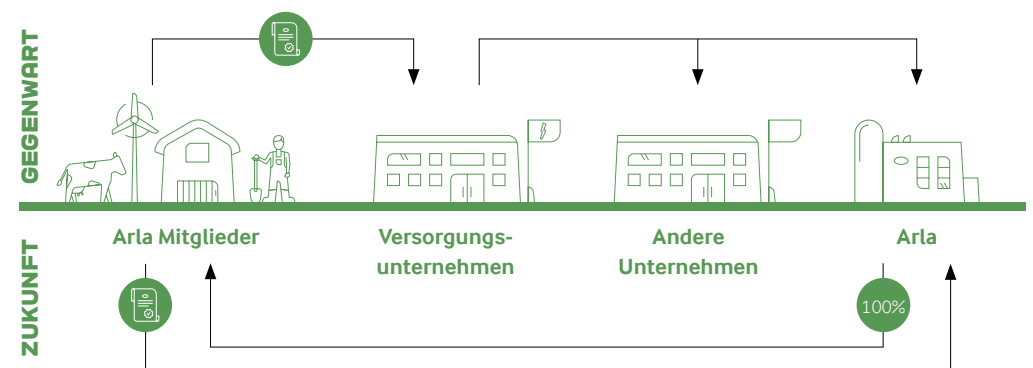 GEGENWART
Arla Mitglieder
Versorgungs-
unternehmen
Andere
Unternehmen
Arla
ZUKUNFT
100%